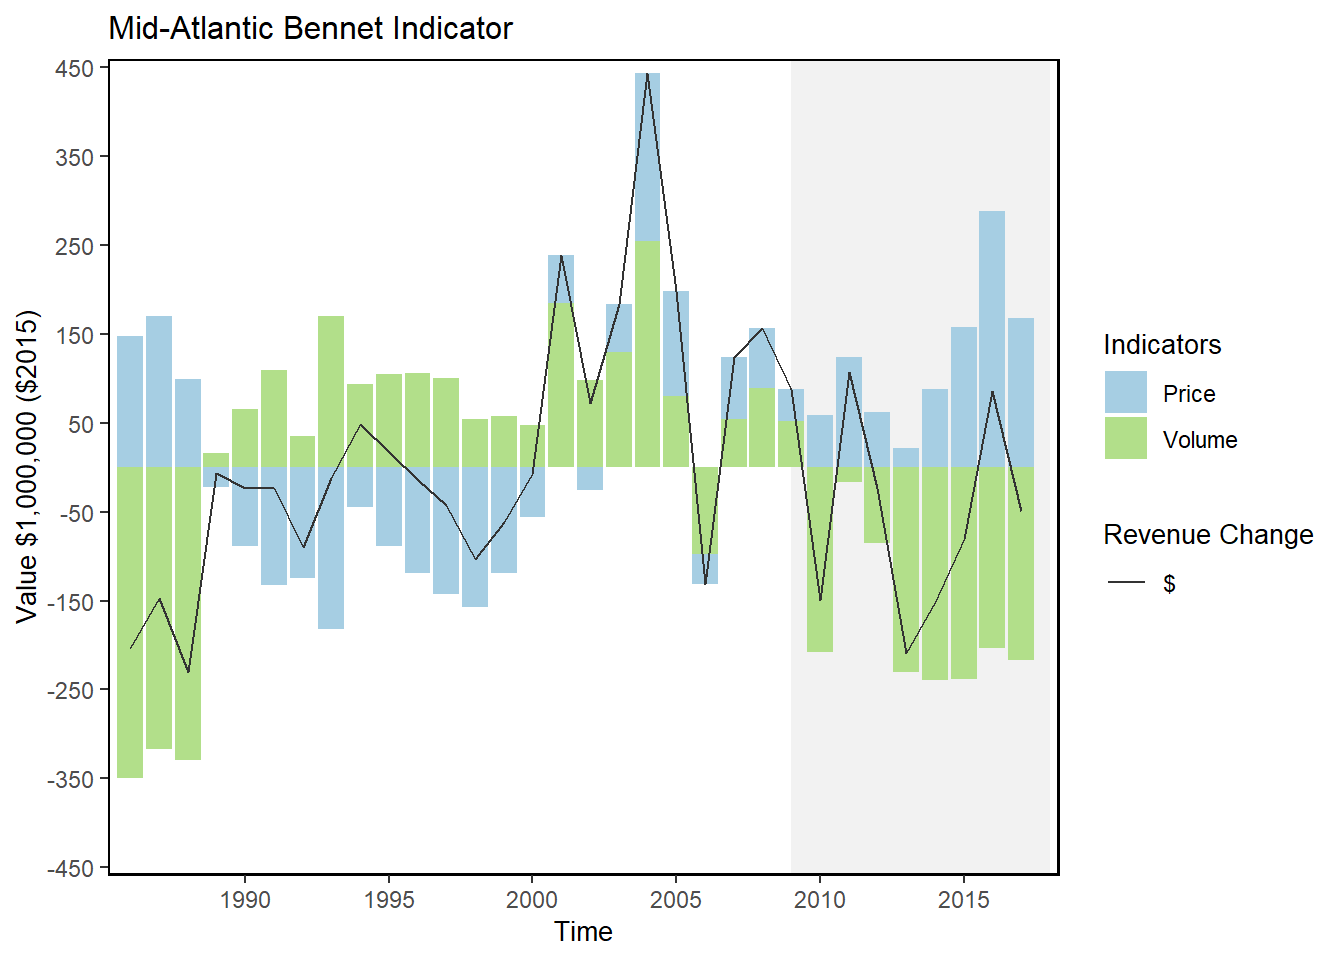 Mid-Atlantic Bennet Indicator
450
350
250
150
50
-50
-150
-250
-350
-450
Value $1,000,000 ($2015)
1990
1995
2000
2005
2010
2015
Time
Indicators
Price
Volume
Revenue Change
$